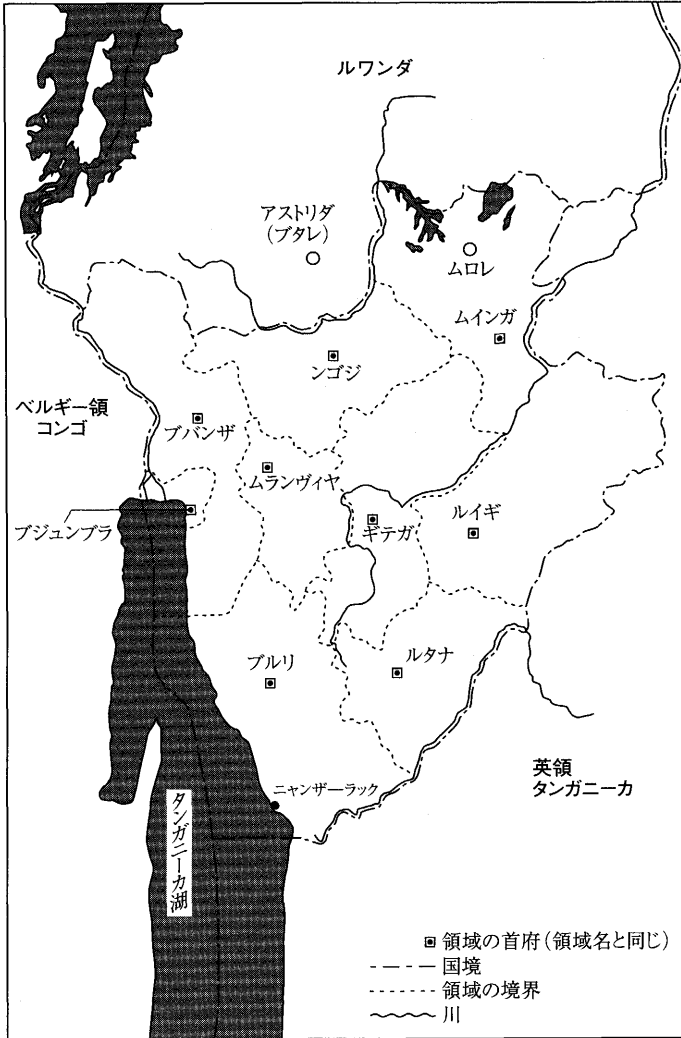 ルワンダ
アストリダ
(ブタレ)
ムロレ
ムインガ
ンゴジ
ベルギー領
コンゴ
ブバンザ
ムランヴィヤ
ブジュンブラ
ギテガ
ルイギ
ブルリ
ルタナ
英領
タンガニーカ
ニャンザーラック
タンガニーカ湖
領域の首府(領域名と同じ)
国境
領域の境界
川